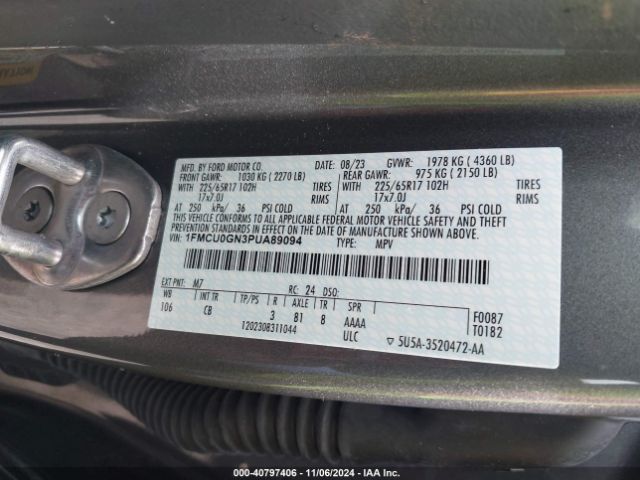 MFD. BY FORD MOTOR CO. DATE: 08/23 GVWR: 1978 KG ( 4360 LB)
FRONT GAWR: 1030 KG ( 2270 LB) REAR GAWR: 975 KG ( 2150 LB)
WITH 225/65R17 102H TIRES WITH 225/65R17 102H TIRES
17x7.0J 17x7.0J
AT 250 kPa/ 36 PSI COLD AT 250 kPa/ 36 PSI COLD
THIS VEHICLE CONFORMS TO ALL APPLICABLE FEDERAL MOTOR VEHICLE SAFETY AND THEFT
PREVENTION STANDARDS IN EFFECT ON THE DATE OF MANUFACTURE SHOWN ABOVE.
1FMCU0GN3PUA89094 TYPE: MPV
EXT PNT: M7 RC: 24 DSO:
WB INT TR TP/PS R AXLE TR SPR F0087
106 CB 3 81 8 AAAA T0182
1202308311044 ULC 5U5A-3520472-AA
000-40797406 - 11/06/2024 - IAA Inc.